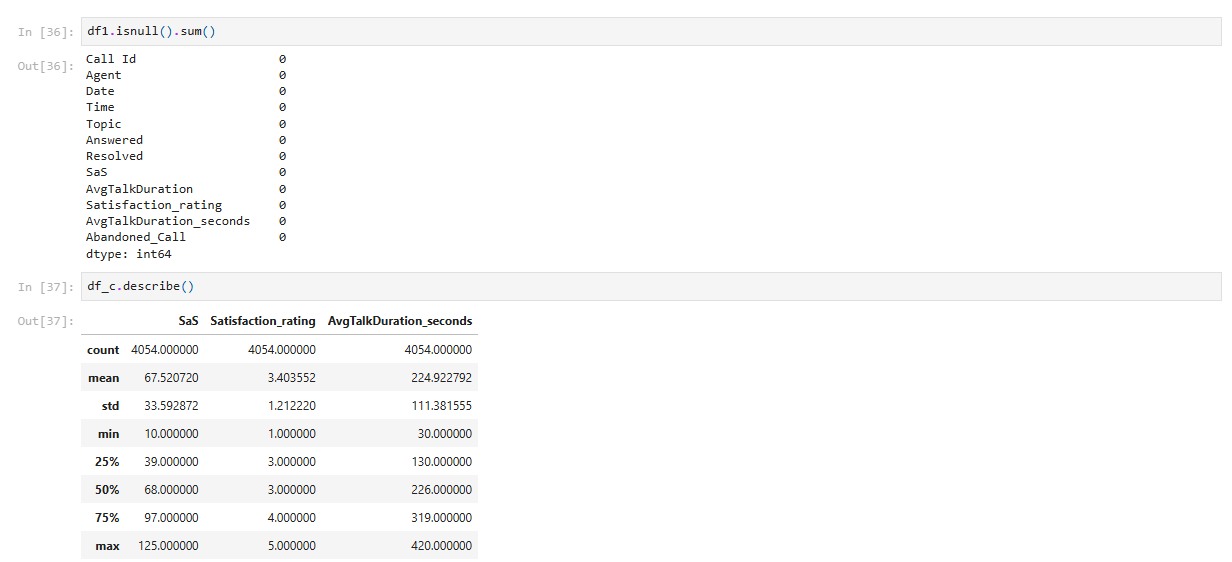 In [36]: df1.isnull().sum()
Out[36]: Call Id 0
Agent 0
Date 0
Time 0
Topic 0
Answered 0
Resolved 0
SaS 0
AvgTalkDuration 0
Satisfaction_rating 0
AvgTalkDuration_seconds 0
Abandoned_Call 0
dtype: int64
In [37]: df_c.describe()
Out[37]: SaS Satisfaction_rating AvgTalkDuration_seconds
count 4054.000000 4054.000000 4054.000000
mean 67.520720 3.403552 224.922792
std 33.592872 1.212220 111.381555
min 10.000000 1.000000 30.000000
25% 39.000000 3.000000 130.000000
50% 68.000000 3.000000 226.000000
75% 97.000000 4.000000 319.000000
max 125.000000 5.000000 420.000000